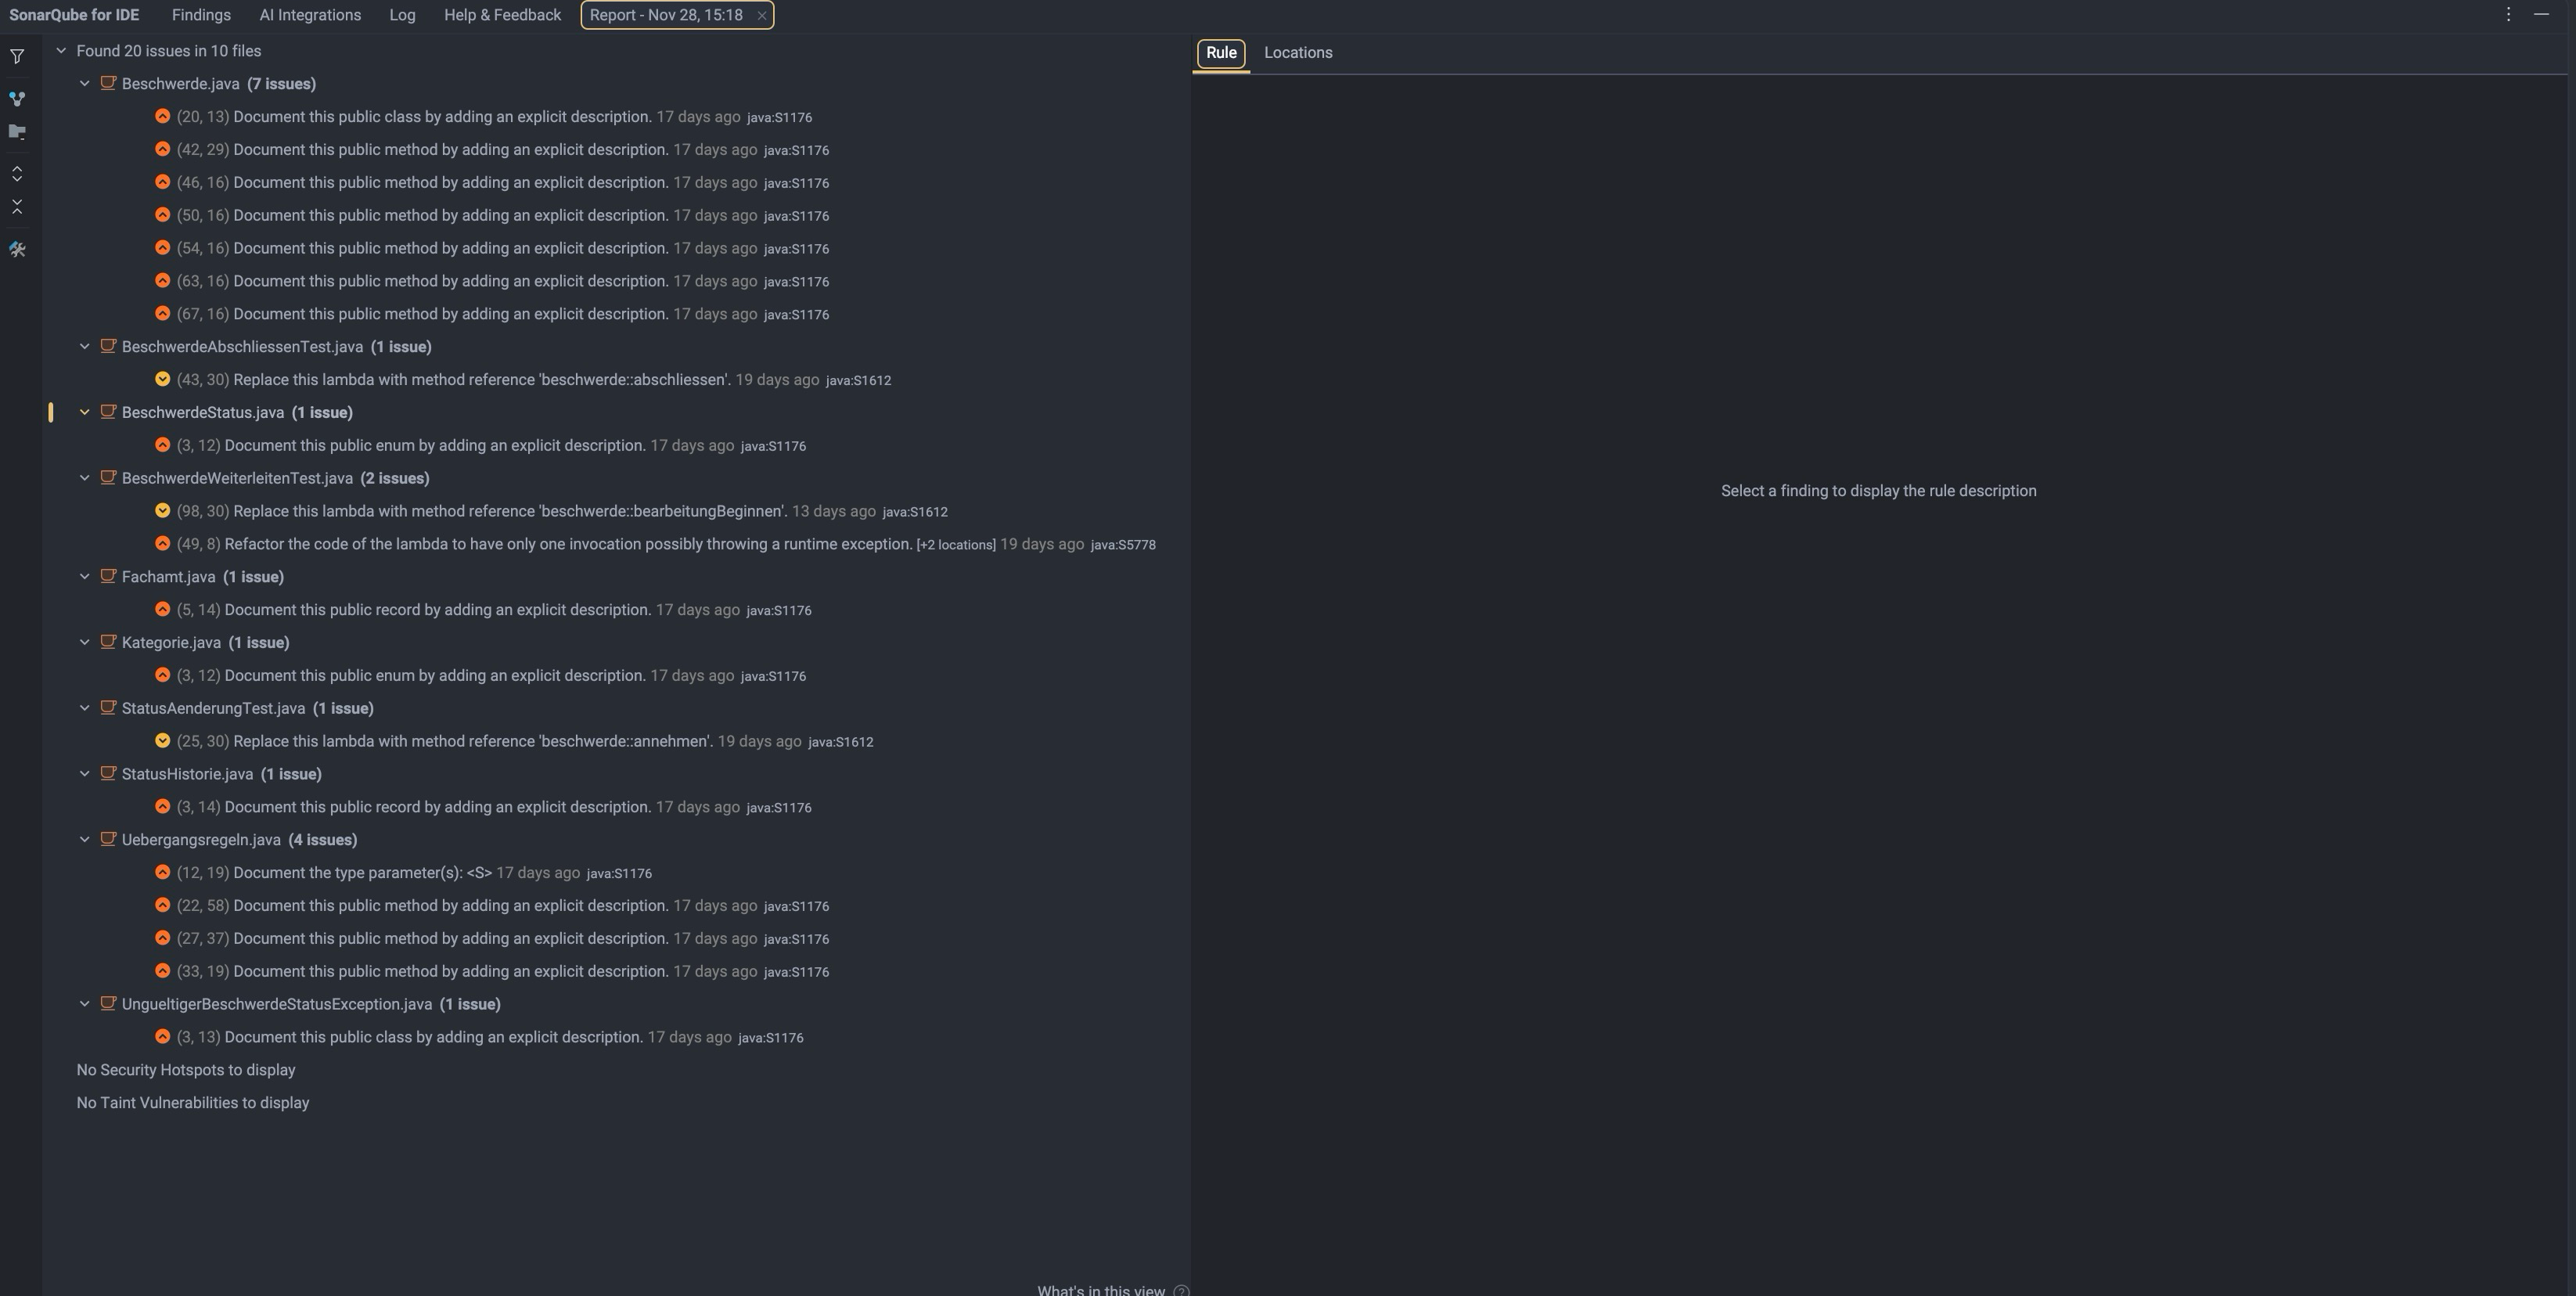 SonarQube for IDE Findings AI Integrations Log Help & Feedback Report - Nov 28, 15:18
Found 20 issues in 10 files
Beschwerde.java (7 issues)
(20, 13) Document this public class by adding an explicit description. 17 days ago java:S1176
(42, 29) Document this public method by adding an explicit description. 17 days ago java:S1176
(46, 16) Document this public method by adding an explicit description. 17 days ago java:S1176
(50, 16) Document this public method by adding an explicit description. 17 days ago java:S1176
(54, 16) Document this public method by adding an explicit description. 17 days ago java:S1176
(63, 16) Document this public method by adding an explicit description. 17 days ago java:S1176
(67, 16) Document this public method by adding an explicit description. 17 days ago java:S1176
BeschwerdeAbschliessenTest.java (1 issue)
(43, 30) Replace this lambda with method reference 'beschwerde::abschliessen'. 19 days ago java:S1612
BeschwerdeStatus.java (1 issue)
(3, 12) Document this public enum by adding an explicit description. 17 days ago java:S1176
BeschwerdeWeiterleitenTest.java (2 issues)
(98, 30) Replace this lambda with method reference 'beschwerde::bearbeitungBeginnen'. 13 days ago java:S1612
(49, 8) Refactor the code of the lambda to have only one invocation possibly throwing a runtime exception. [+2 locations] 19 days ago java:S5778
Fachamt.java (1 issue)
(5, 14) Document this public record by adding an explicit description. 17 days ago java:S1176
Kategorie.java (1 issue)
(3, 12) Document this public enum by adding an explicit description. 17 days ago java:S1176
StatusAenderungTest.java (1 issue)
(25, 30) Replace this lambda with method reference 'beschwerde::annehmen'. 19 days ago java:S1612
StatusHistorie.java (1 issue)
(3, 14) Document this public record by adding an explicit description. 17 days ago java:S1176
Uebergangsregeln.java (4 issues)
(12, 19) Document the type parameter(s): <S> 17 days ago java:S1176
(22, 58) Document this public method by adding an explicit description. 17 days ago java:S1176
(27, 37) Document this public method by adding an explicit description. 17 days ago java:S1176
(33, 19) Document this public method by adding an explicit description. 17 days ago java:S1176
UngueltigerBeschwerdeStatusException.java (1 issue)
(3, 13) Document this public class by adding an explicit description. 17 days ago java:S1176
No Security Hotspots to display
No Taint Vulnerabilities to display
What's in this view
Rule Locations
Select a finding to display the rule description